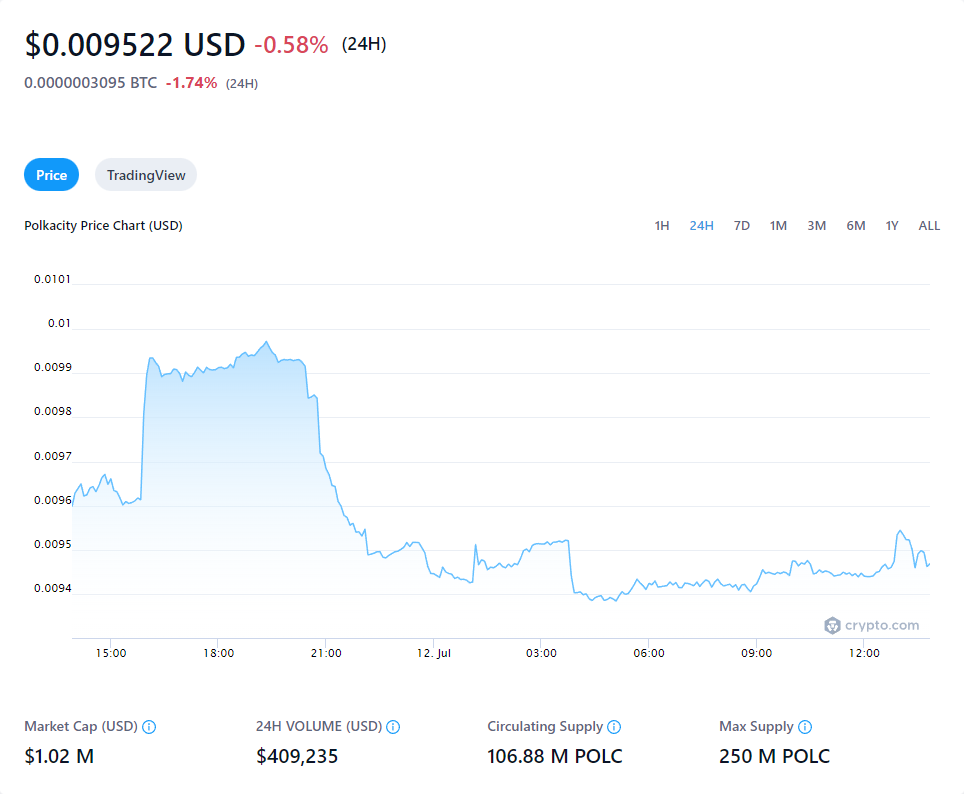 $0.009522 USD -0.58% (24H)
0.0000003095 BTC -1.74% (24H)
Price TradingView
Polkacity Price Chart (USD) 1H 24H 7D 1M 3M 6M 1Y ALL
0.0101
0.01
0.0099
0.0098
0.0097
0.0096
0.0095
0.0094
crypto.com
15:00 18:00 21:00 12. Jul 03:00 06:00 09:00 12:00
Market Cap (USD) 24H VOLUME (USD) Circulating Supply Max Supply
$1.02 M $409,235 106.88 M POLC 250 M POLC